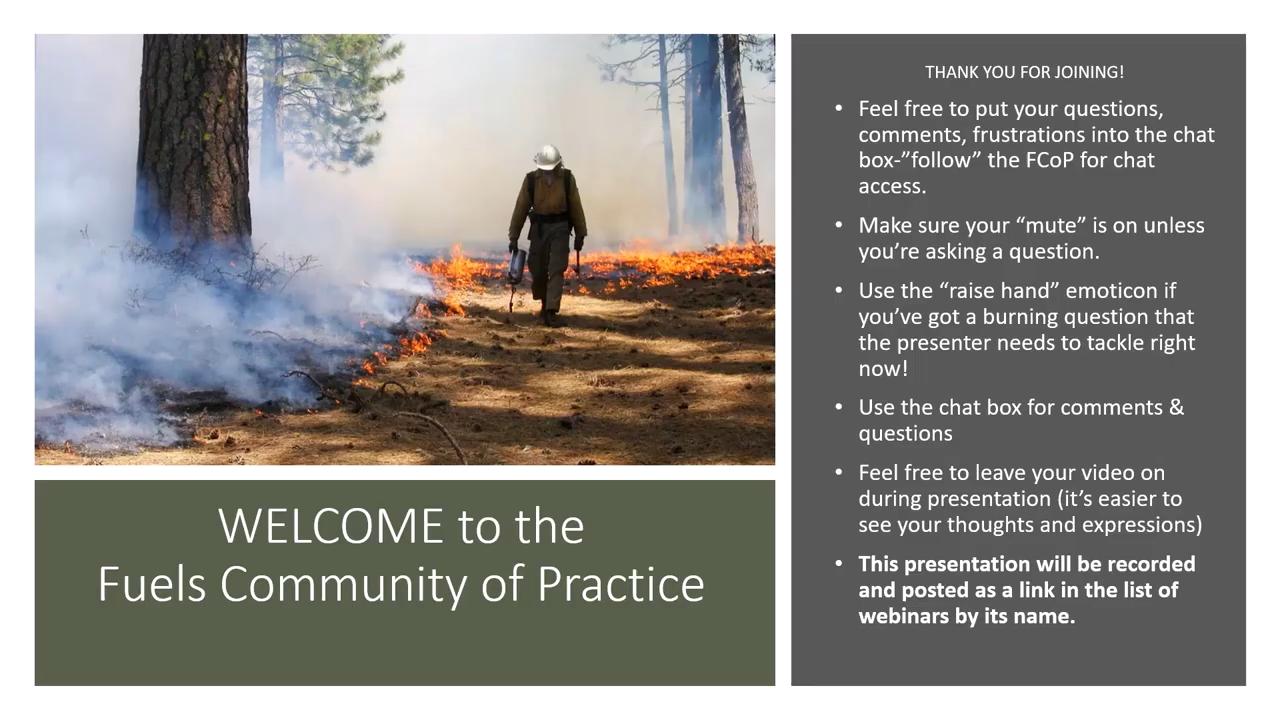 WELCOME to the
Fuels Community of Practice
THANK YOU FOR JOINING!
• Feel free to put your questions,
comments, frustrations into the chat
box-”follow” the FCoP for chat
access.
• Make sure your “mute” is on unless
you’re asking a question.
• Use the “raise hand” emoticon if
you’ve got a burning question that
the presenter needs to tackle right
now!
• Use the chat box for comments &
questions
• Feel free to leave your video on
during presentation (it’s easier to
see your thoughts and expressions)
• This presentation will be recorded
and posted as a link in the list of
webinars by its name.